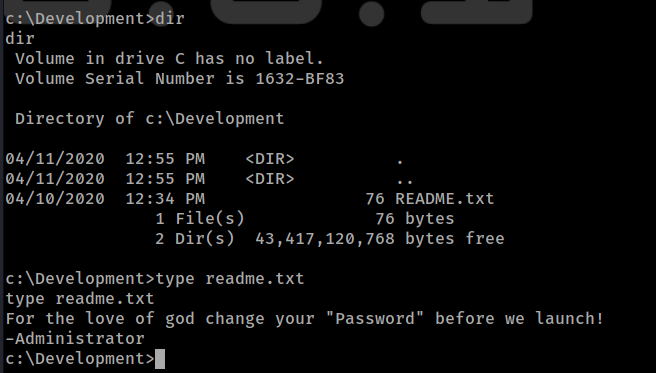 c:\Development>dir
dir
 Volume in drive C has no label.
 Volume Serial Number is 1632-BF83

 Directory of c:\Development

04/11/2020  12:55 PM    <DIR>          .
04/11/2020  12:55 PM    <DIR>          ..
04/10/2020  12:34 PM                76 README.txt
               1 File(s)             76 bytes
               2 Dir(s)  43,417,120,768 bytes free

c:\Development>type readme.txt
type readme.txt
For the love of god change your "Password" before we launch!
-Administrator
c:\Development>